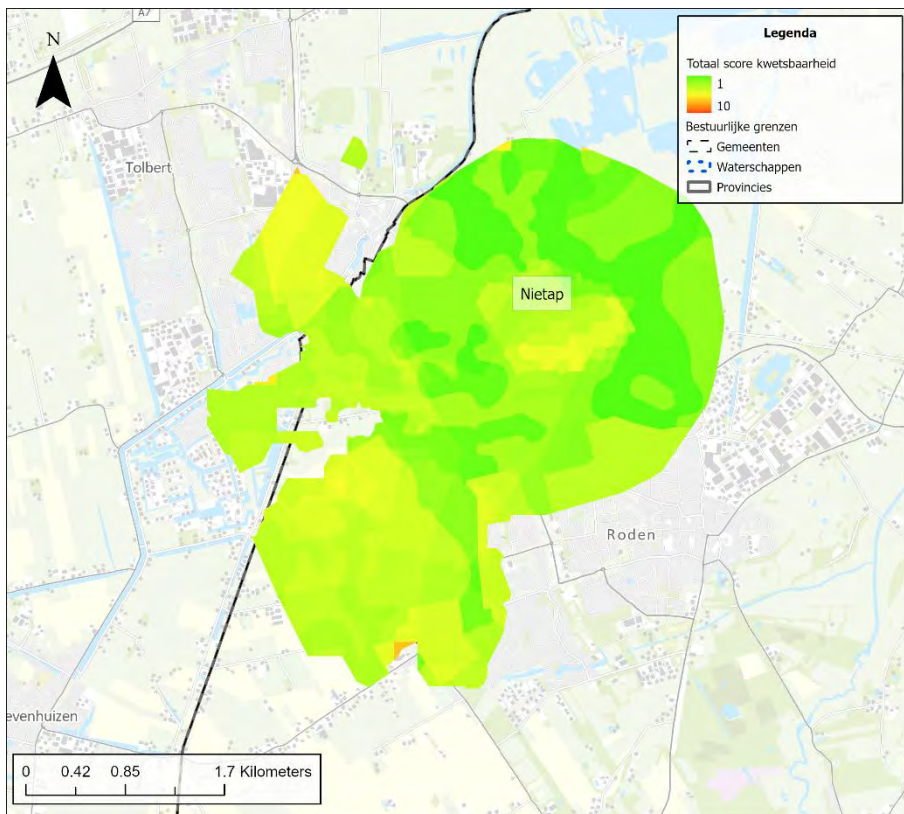 A7
N
Tolbert
Nietap
Roden
evenhuizen
Legenda
Totaal score kwetsbaarheid
1
10
Bestuurlijke grenzen
Gemeenten
Waterschappen
Provincies
0 0.42 0.85 1.7 Kilometers